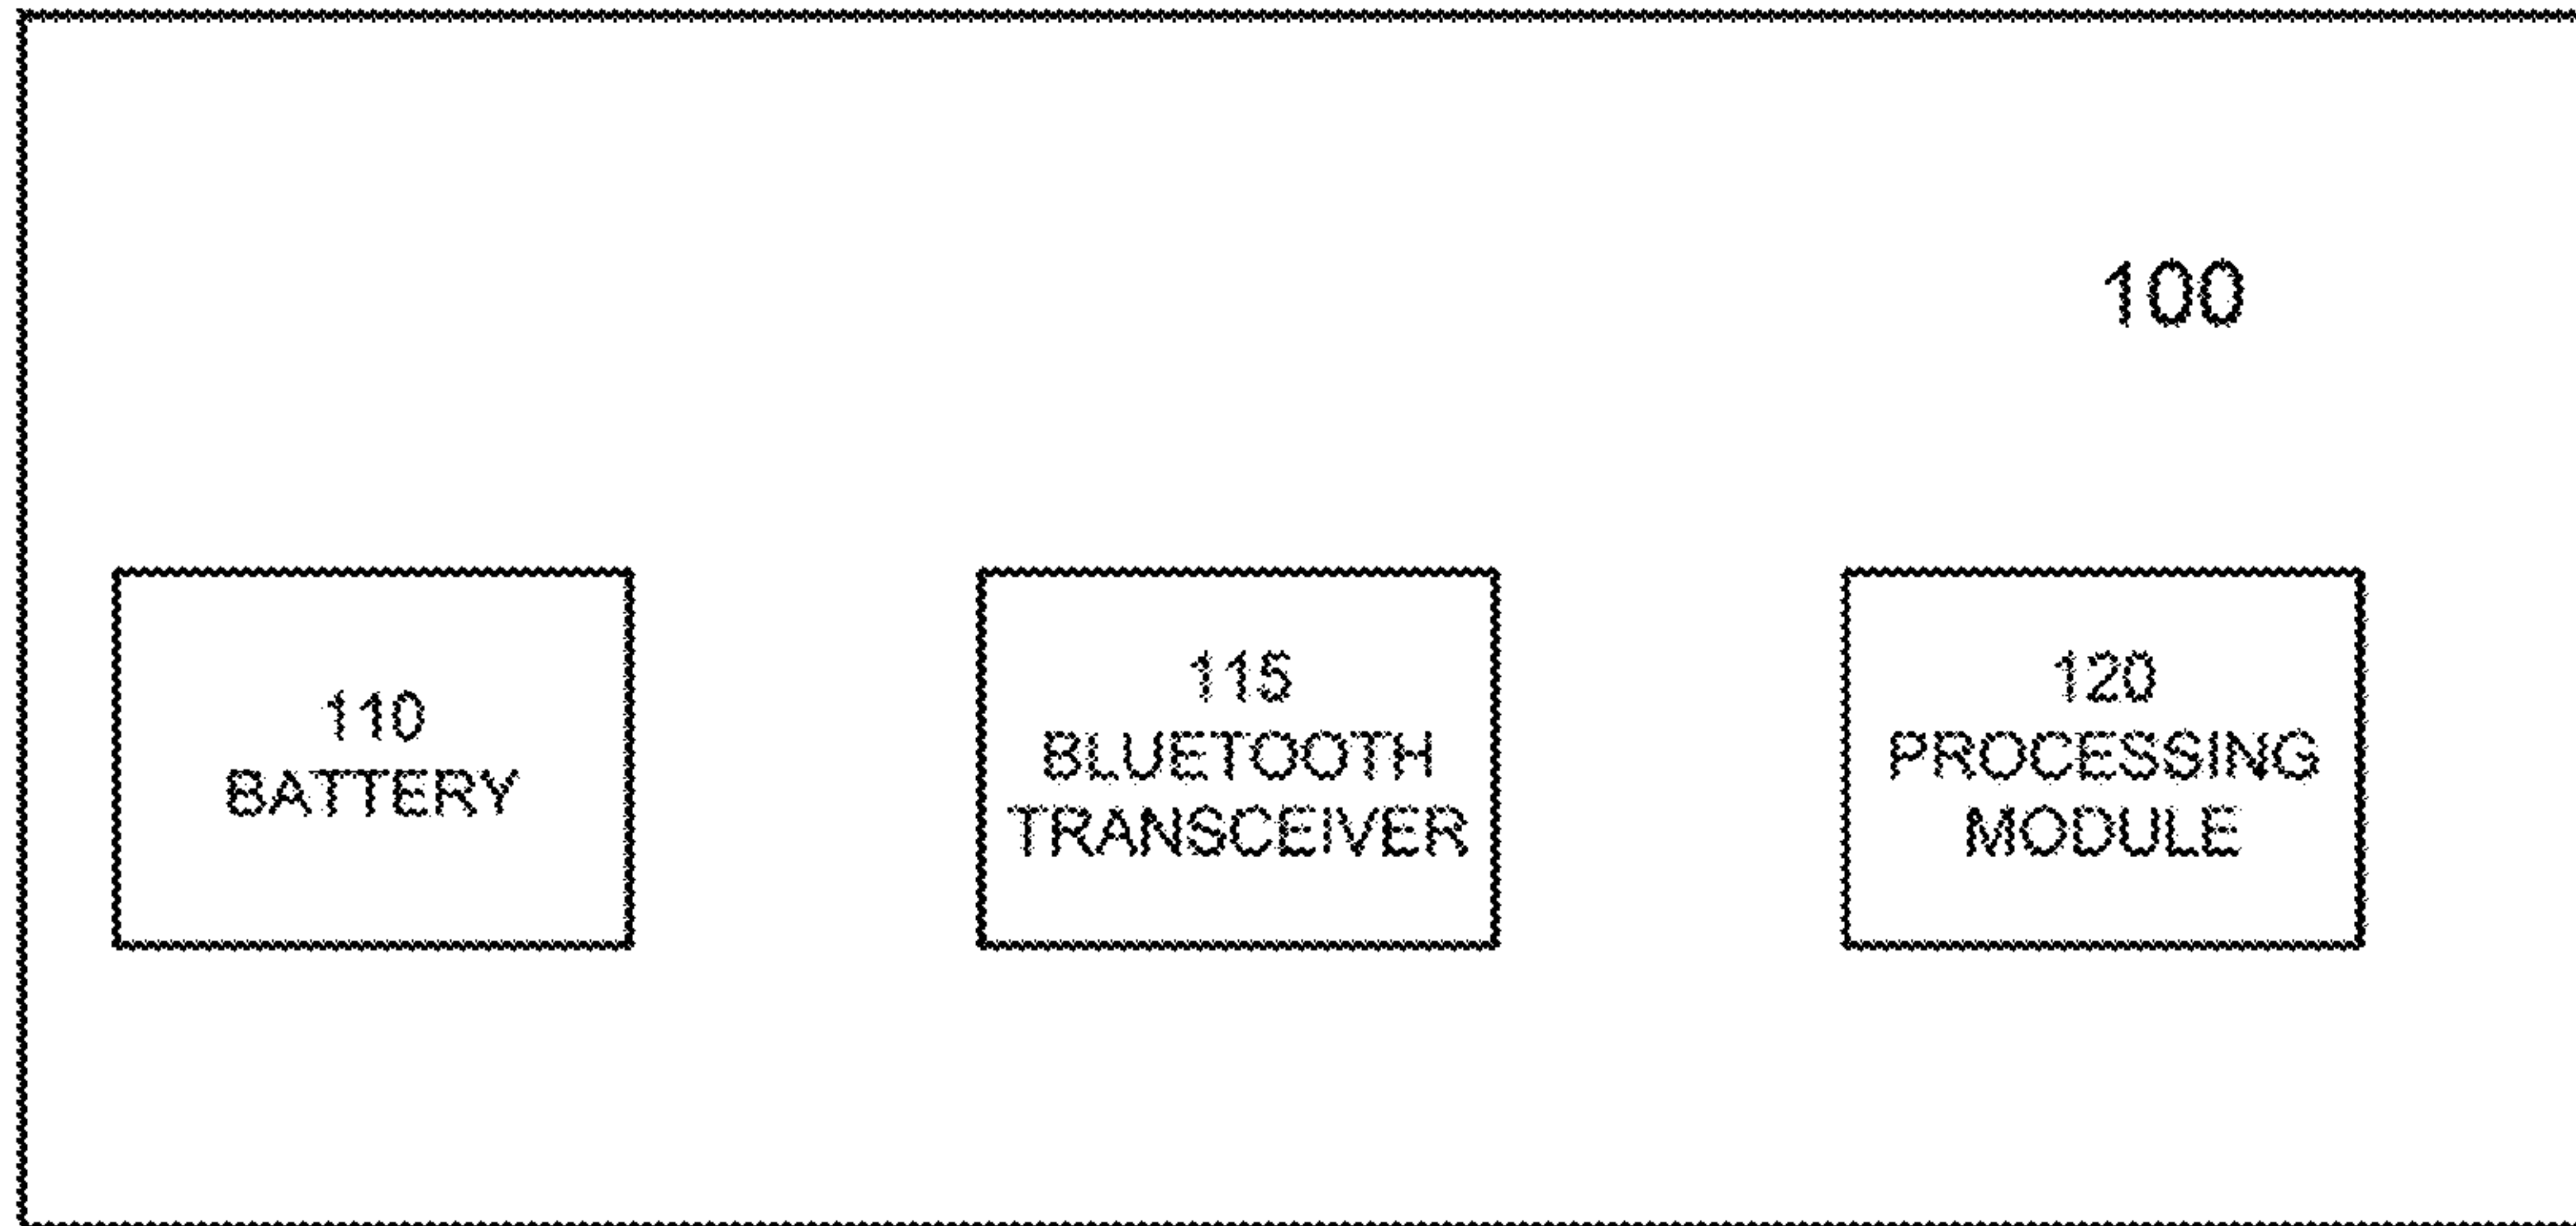 100
110
BATTERY
115
BLUETOOTH
TRANSCEIVER
120
PROCESSING
MODULE